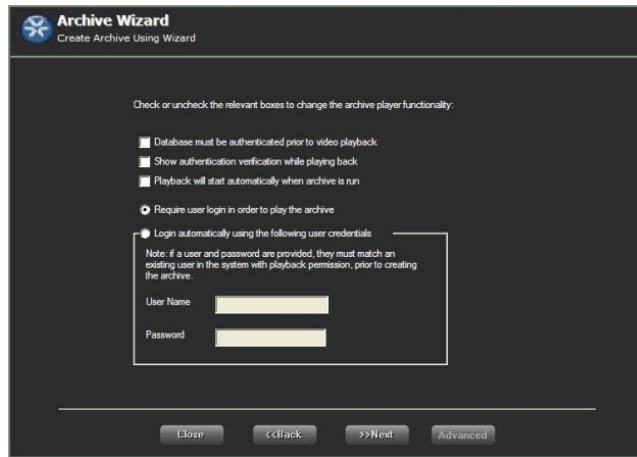 Archive Wizard
Create Archive Using Wizard
Check or uncheck the relevant boxes to change the archive player functionality:
Database must be authenticated prior to video playback
Show authentication verification while playing back
Playback will start automatically when archive is run
Require user login in order to play the archive
Login automatically using the following user credentials
Note: if a user and password are provided, they must match an
existing user in the system with playback permission, prior to creating
the archive.
User Name
Password
Close
<<Back
>>Next
Advanced